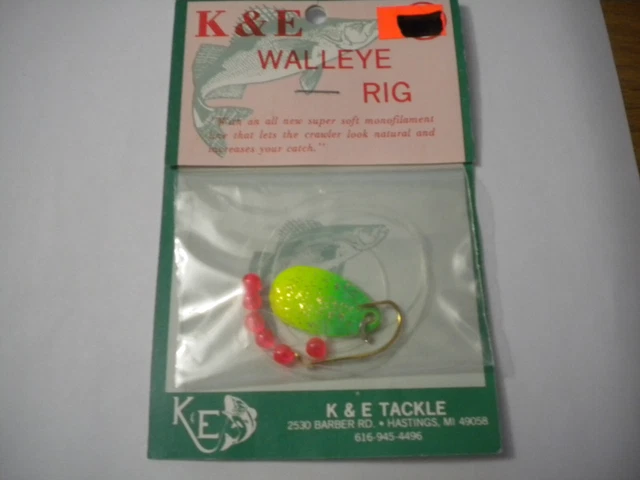 K & E
WALLEYE
RIG
"With an all new super soft monofilament
line that lets the crawler look natural and
increases your catch."
K E
K & E TACKLE
2530 BARBER RD. • HASTINGS, MI 49058
616-945-4496